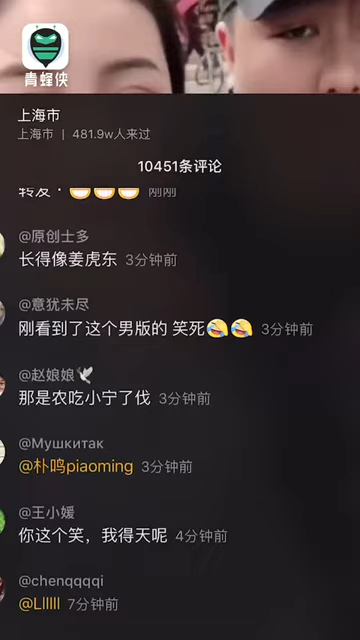 青蜂侠
上海市
上海市 | 481.9w人来过
10451条评论
转发· 刚刚
@原创士多
长得像姜虎东 3分钟前
@意犹未尽
刚看到了这个男版的 笑死🤣🤣 3分钟前
@赵娘娘🕊
那是农吃小宁了伐 3分钟前
@Мушкитак
@朴鸣piaoming 3分钟前
@王小媛
你这个笑，我得天呢 4分钟前
@chenqqqqi
@LIIIII 7分钟前